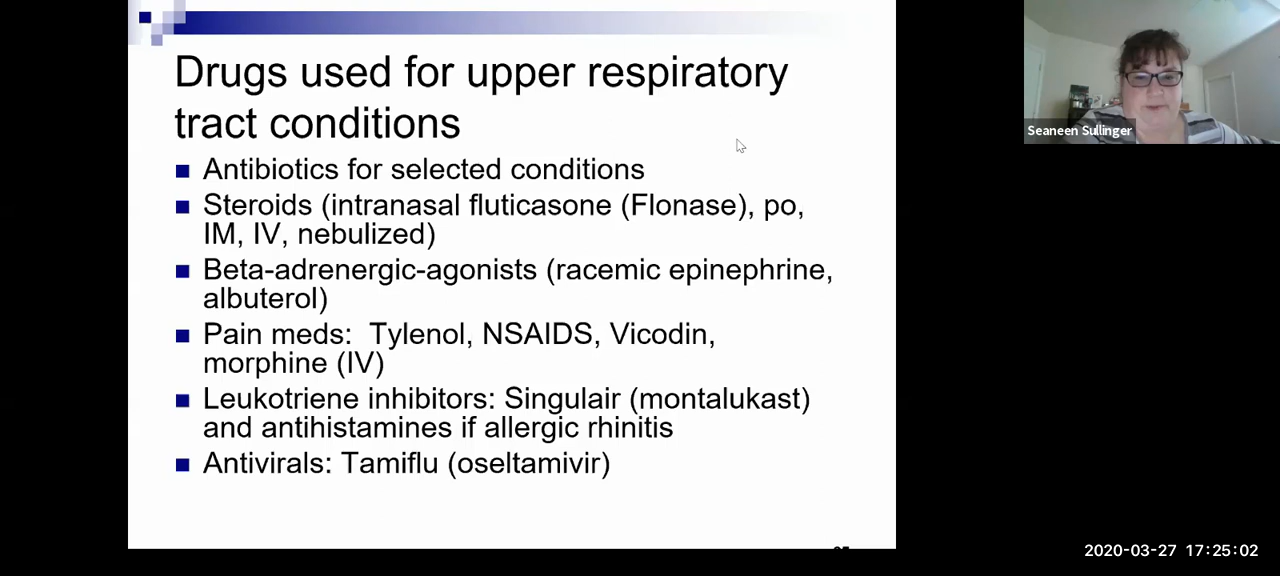 Drugs used for upper respiratory
tract conditions
Antibiotics for selected conditions
Steroids (intranasal fluticasone (Flonase), po,
IM, IV, nebulized)
Beta-adrenergic-agonists (racemic epinephrine,
albuterol)
Pain meds:  Tylenol, NSAIDS, Vicodin,
morphine (IV)
Leukotriene inhibitors: Singulair (montalukast)
and antihistamines if allergic rhinitis
Antivirals: Tamiflu (oseltamivir)
Seaneen Sullinger
2020-03-27 17:25:02